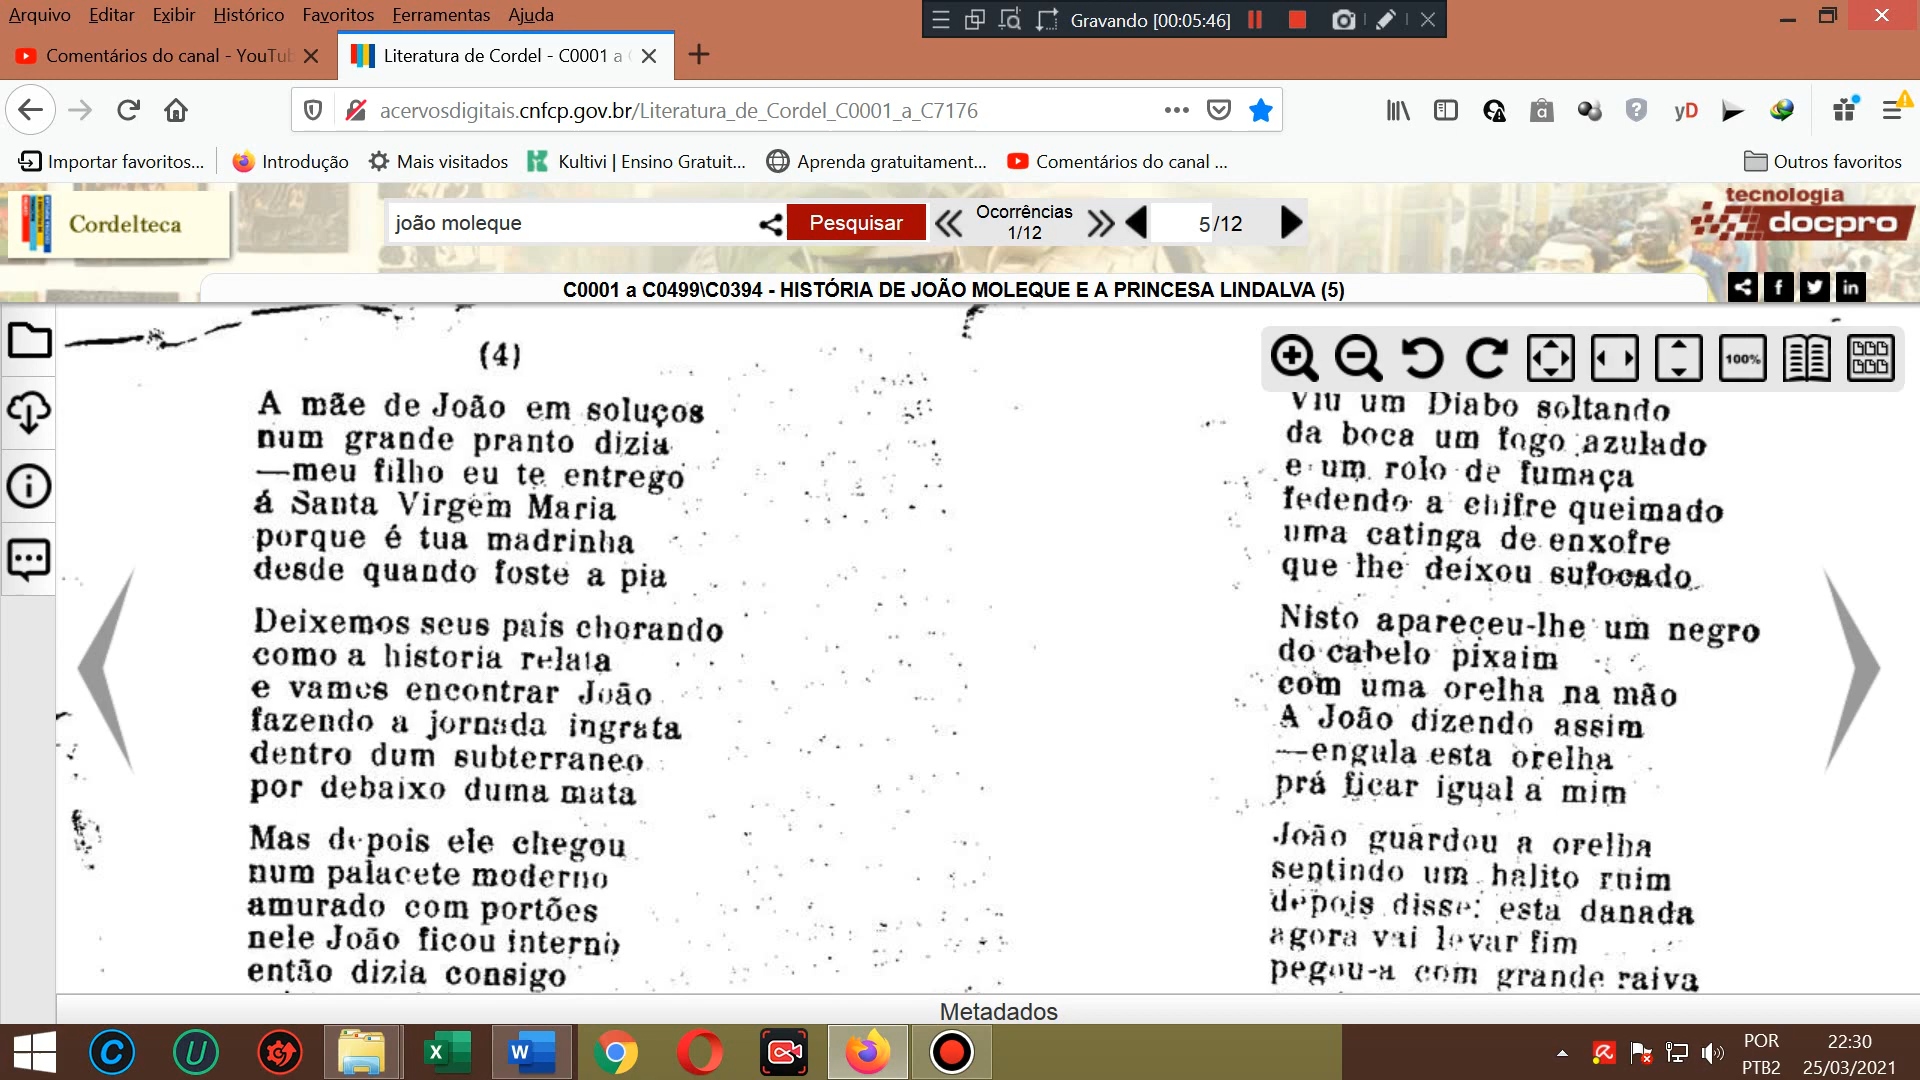 Arquivo Editar Exibir Histórico Favoritos Ferramentas Ajuda
Gravando [00:05:46]
Comentários do canal - YouTub
Literatura de Cordel - C0001 a
acervosdigitais.cnfcp.gov.br/Literatura_de_Cordel_C0001_a_C7176
Importar favoritos...
Introdução
Mais visitados
Kultivi | Ensino Gratuit...
Aprenda gratuitament...
Comentários do canal ...
Outros favoritos
Cordelteca
joão moleque
Pesquisar
Ocorrências
1/12
5 /12
tecnologia
docpro
C0001 a C0499\C0394 - HISTÓRIA DE JOÃO MOLEQUE E A PRINCESA LINDALVA (5)
100%
(4)
A mãe de João em soluços
num grande pranto dizia
—meu filho eu te entrego
á Santa Virgem Maria
porque é tua madrinha
desde quando foste a pia
Deixemos seus pais chorando
como a historia relata
e vamos encontrar João
fazendo a jornada ingrata
dentro dum subterraneo
por debaixo duma mata
Mas depois ele chegou
num palacete moderno
amurado com portões
nele João ficou interno
então dizia consigo
Viu um Diabo soltando
da boca um fogo azulado
e um rolo de fumaça
fedendo a chifre queimado
uma catinga de enxofre
que lhe deixou sufocado
Nisto apareceu-lhe um negro
do cabelo pixaim
com uma orelha na mão
A João dizendo assim
—engula esta orelha
prá ficar igual a mim
João guardou a orelha
sentindo um halito ruim
depois disse: esta danada
agora vai levar fim
pegou-a com grande raiva
Metadados
POR
PTB2
22:30
25/03/2021